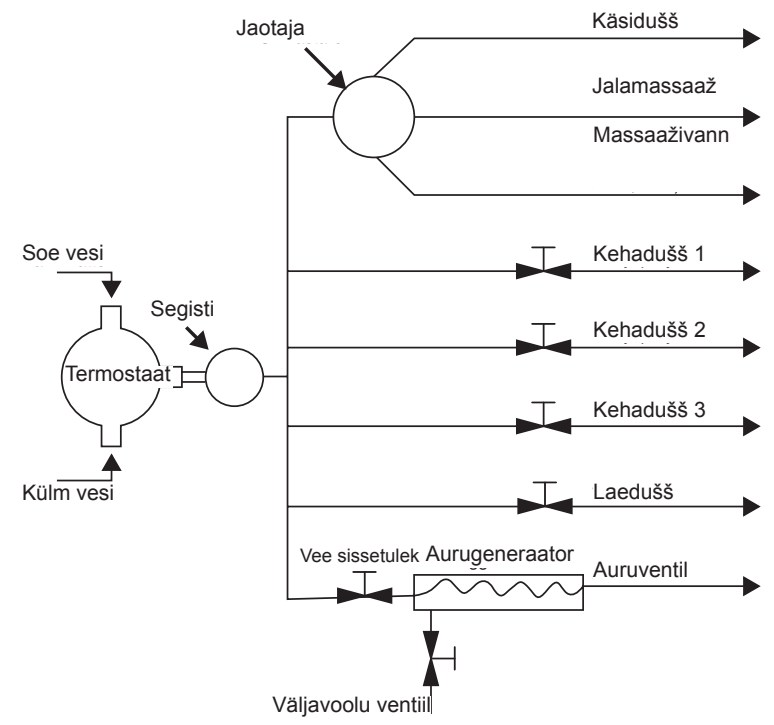 Jaotaja
Käsidušš
Jalamassaaž
Massaaživann
Soe vesi
Segisti
Kehadušš 1
Kehadušš 2
Termostaat
Kehadušš 3
Külm vesi
Laedušš
Vee sissetulek
Aurugeneraator
Auruventil
Väljavoolu ventiil